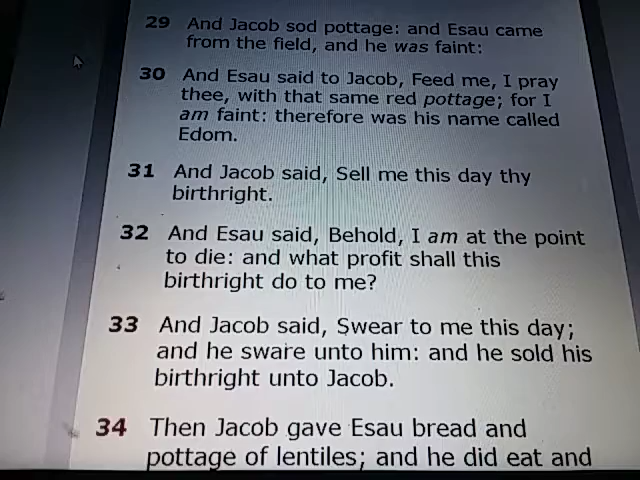 29 And Jacob sod pottage: and Esau came
from the field, and he was faint:
30 And Esau said to Jacob, Feed me, I pray
thee, with that same red pottage; for I
am faint: therefore was his name called
Edom.
31 And Jacob said, Sell me this day thy
birthright.
32 And Esau said, Behold, I am at the point
to die: and what profit shall this
birthright do to me?
33 And Jacob said, Swear to me this day;
and he sware unto him: and he sold his
birthright unto Jacob.
34 Then Jacob gave Esau bread and
pottage of lentiles; and he did eat and